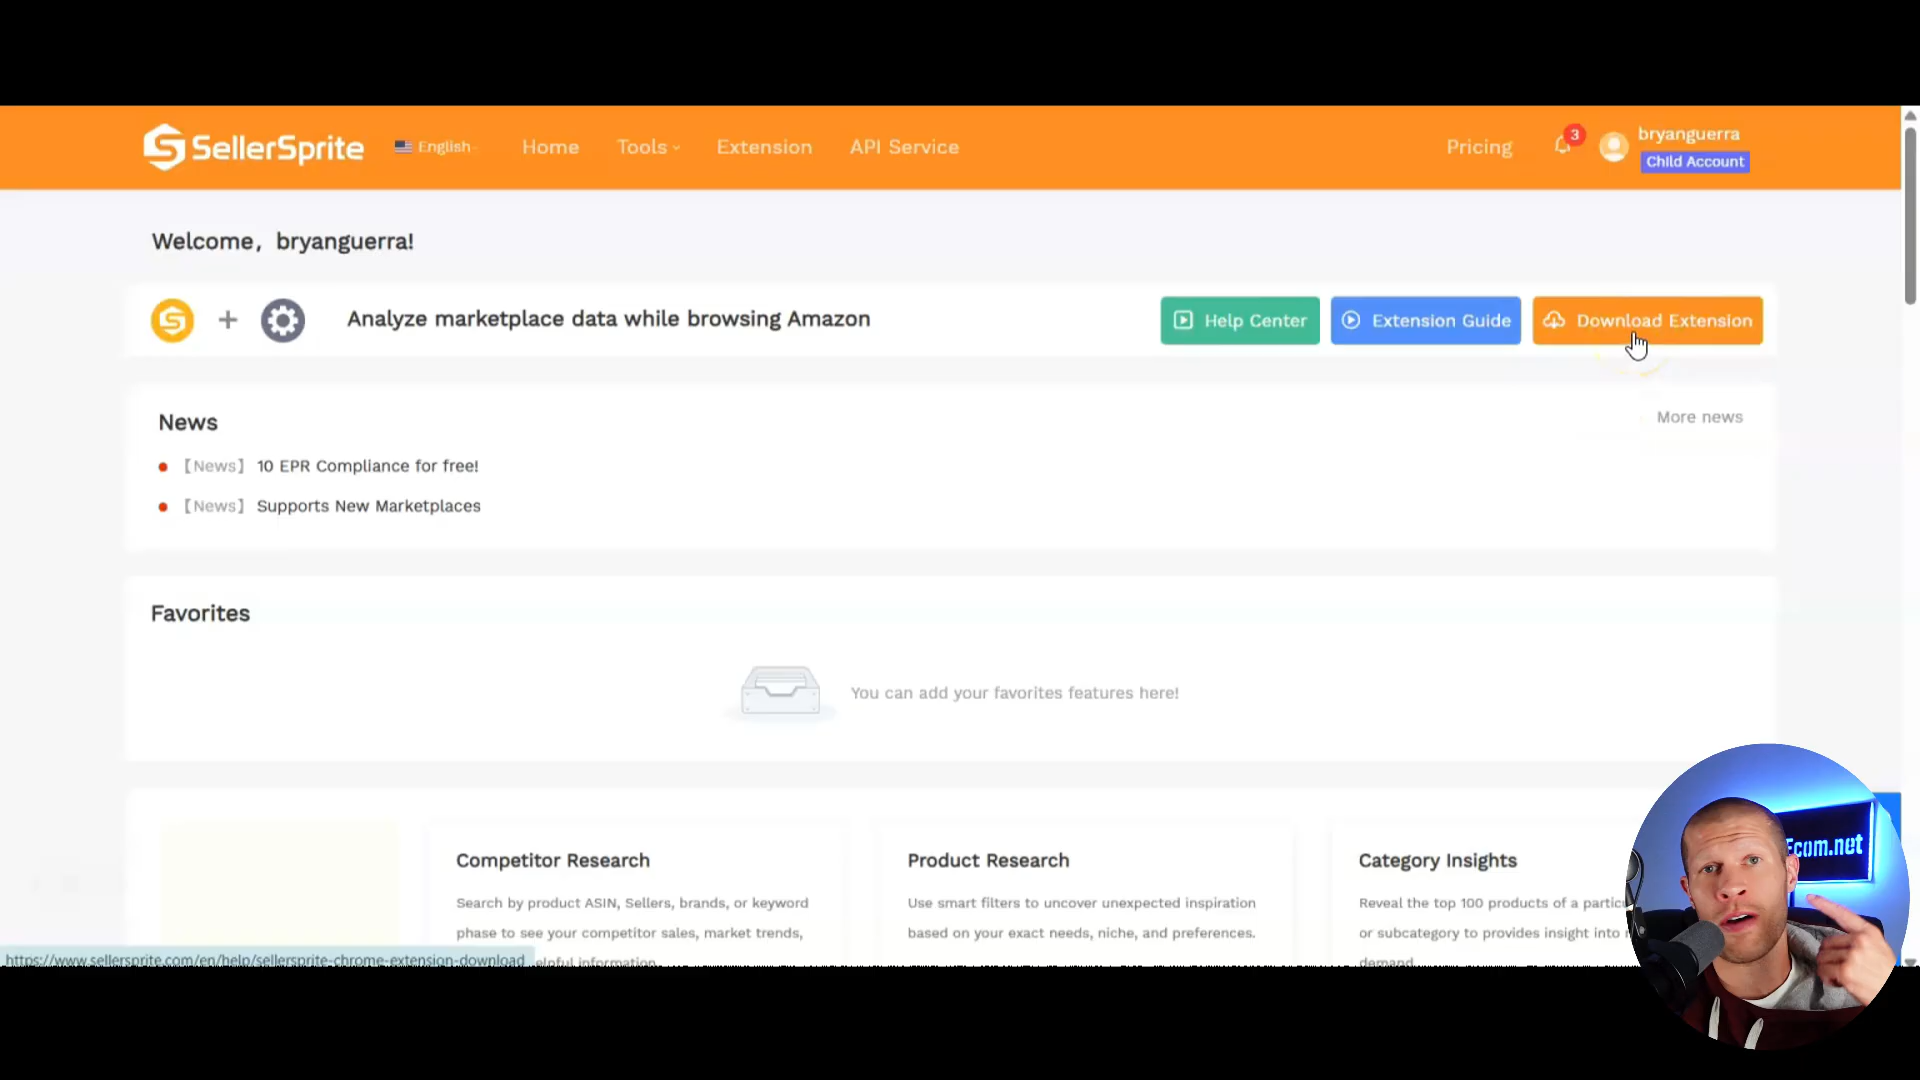 SellerSprite English Home Tools Extension API Service Pricing 3 bryanguerra
Child Account
Welcome, bryanguerra!
Analyze marketplace data while browsing Amazon Help Center Extension Guide Download Extension
News More news
【News】 10 EPR Compliance for free!
【News】 Supports New Marketplaces
Favorites
You can add your favorites features here!
Competitor Research
Search by product ASIN, Sellers, brands, or keyword
phase to see your competitor sales, market trends,
helpful information.
Product Research
Use smart filters to uncover unexpected inspiration
based on your exact needs, niche, and preferences.
Category Insights
Reveal the top 100 products of a
or subcategory to provides insight into
demand.
Ecom.net
https://www.sellersprite.com/en/help/sellersprite-chrome-extension-download